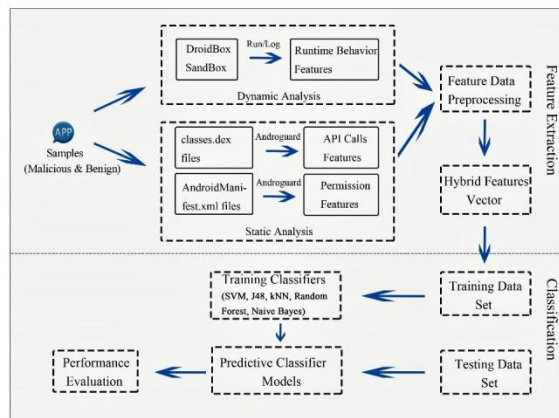 DroidBox
SandBox
Run/Log
Runtime Behavior
Features
Dynamic Analysis
APP
Samples
(Malicious & Benign)
classes.dex
files
Androguard
API Calls
Features
AndroidMani-
fest.xml files
Androguard
Permission
Features
Static Analysis
Feature Data
Preprocessing
Hybrid Features
Vector
Feature Extraction
Training Classifiers
(SVM, J48, kNN, Random
Forest, Naive Bayes)
Training Data
Set
Performance
Evaluation
Predictive Classifier
Models
Testing Data
Set
Classification